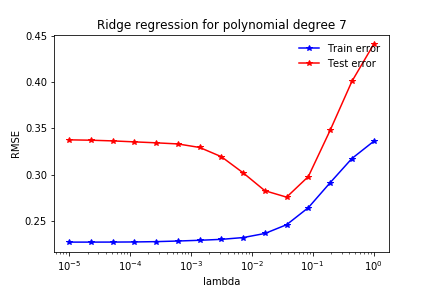 Ridge regression for polynomial degree 7
Train error
Test error
RMSE
0.45
0.40
0.35
0.30
0.25
10⁻⁵
10⁻⁴
10⁻³
10⁻²
10⁻¹
10⁰
lambda